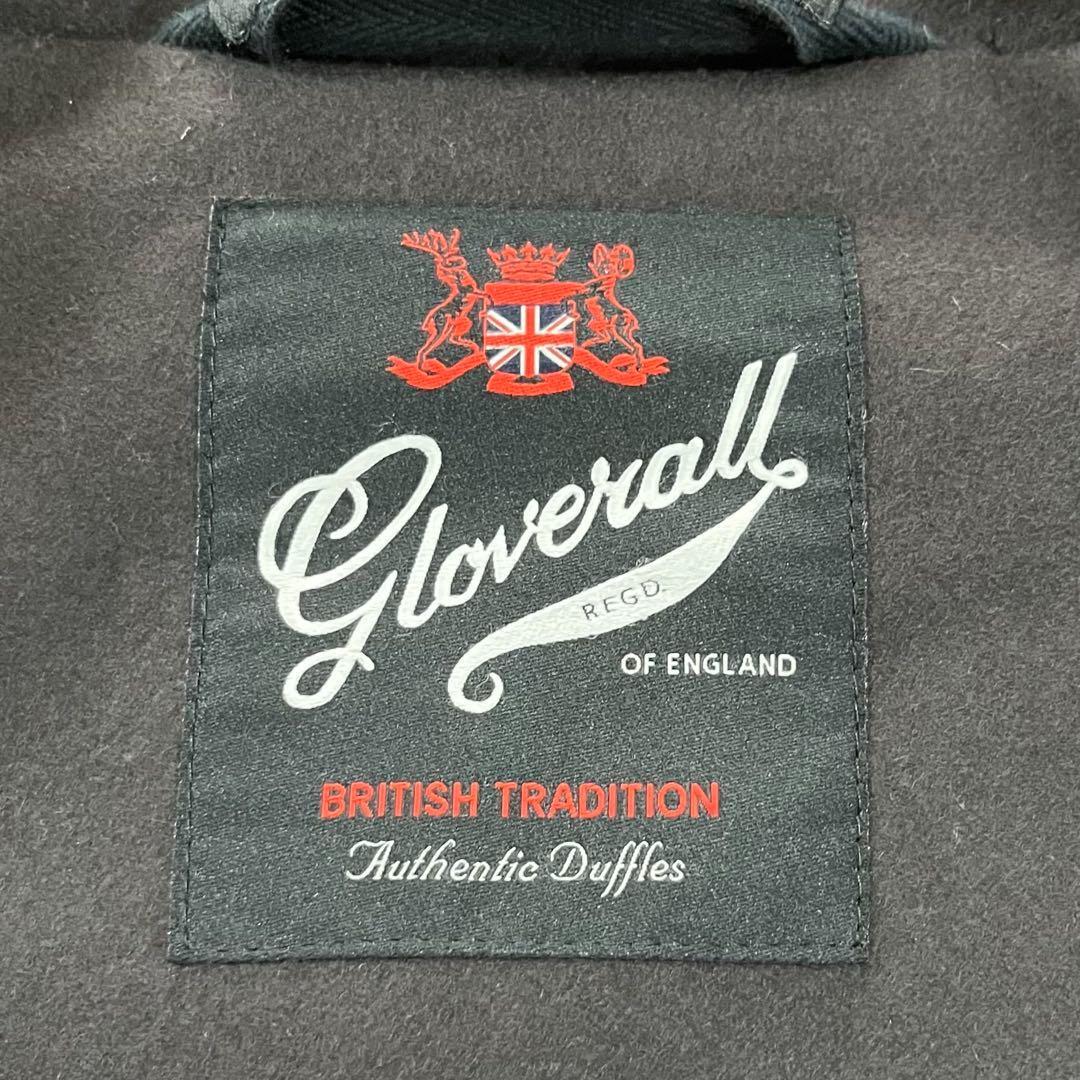 Gloverall
REGD.
OF ENGLAND
BRITISH TRADITION
Authentic Duffles